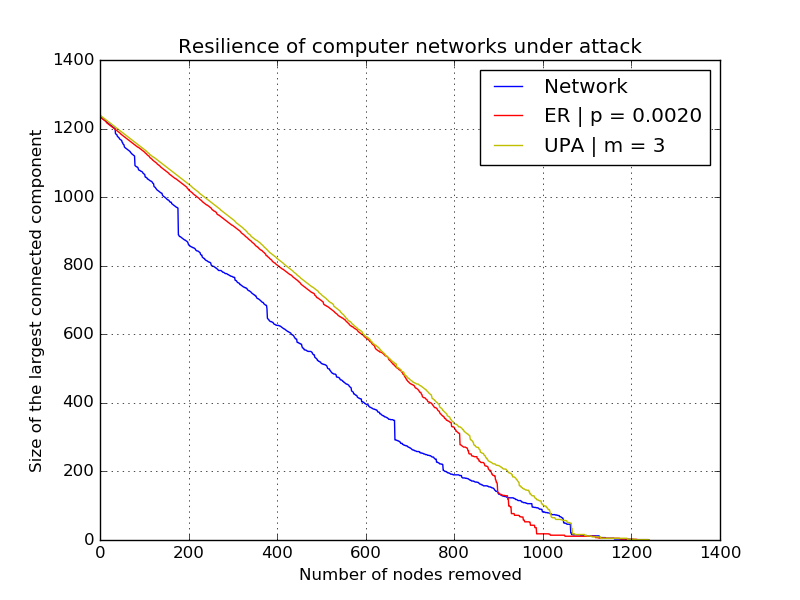 Resilience of computer networks under attack
1400
1200
1000
800
600
400
200
0
Size of the largest connected component
Network
ER | p = 0.0020
UPA | m = 3
0 200 400 600 800 1000 1200 1400
Number of nodes removed